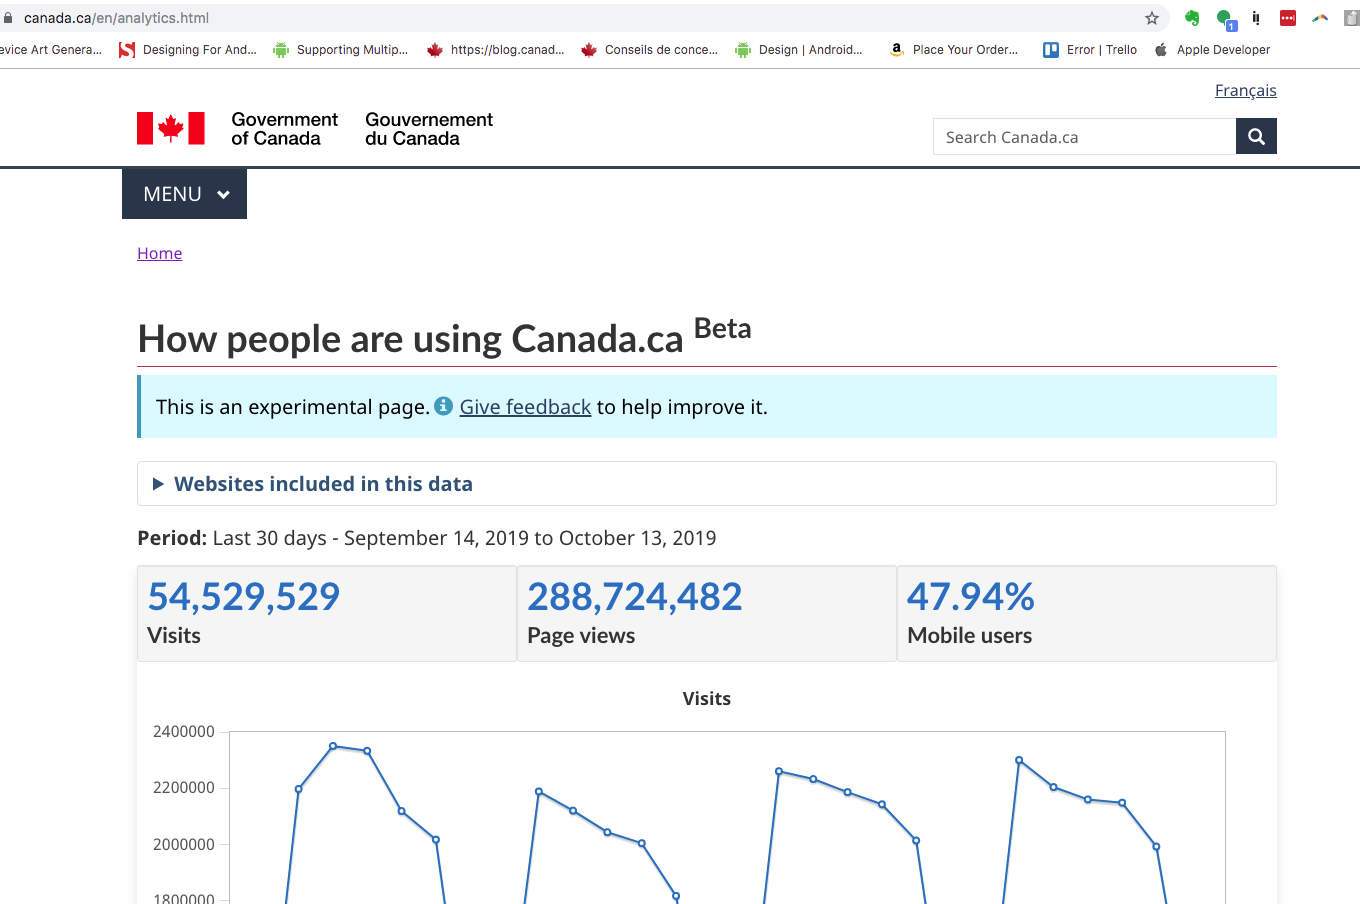 canada.ca/en/analytics.html
1
evice Art Genera... Designing For And... Supporting Multip... https://blog.canad... Conseils de conce... Design | Android... Place Your Order... Error | Trello Apple Developer
Français
Government of Canada
Gouvernement du Canada
Search Canada.ca
MENU
Home
How people are using Canada.ca Beta
This is an experimental page. Give feedback to help improve it.
Websites included in this data
Period: Last 30 days - September 14, 2019 to October 13, 2019
54,529,529 288,724,482 47.94%
Visits Page views Mobile users
Visits
2400000
2200000
2000000
1800000